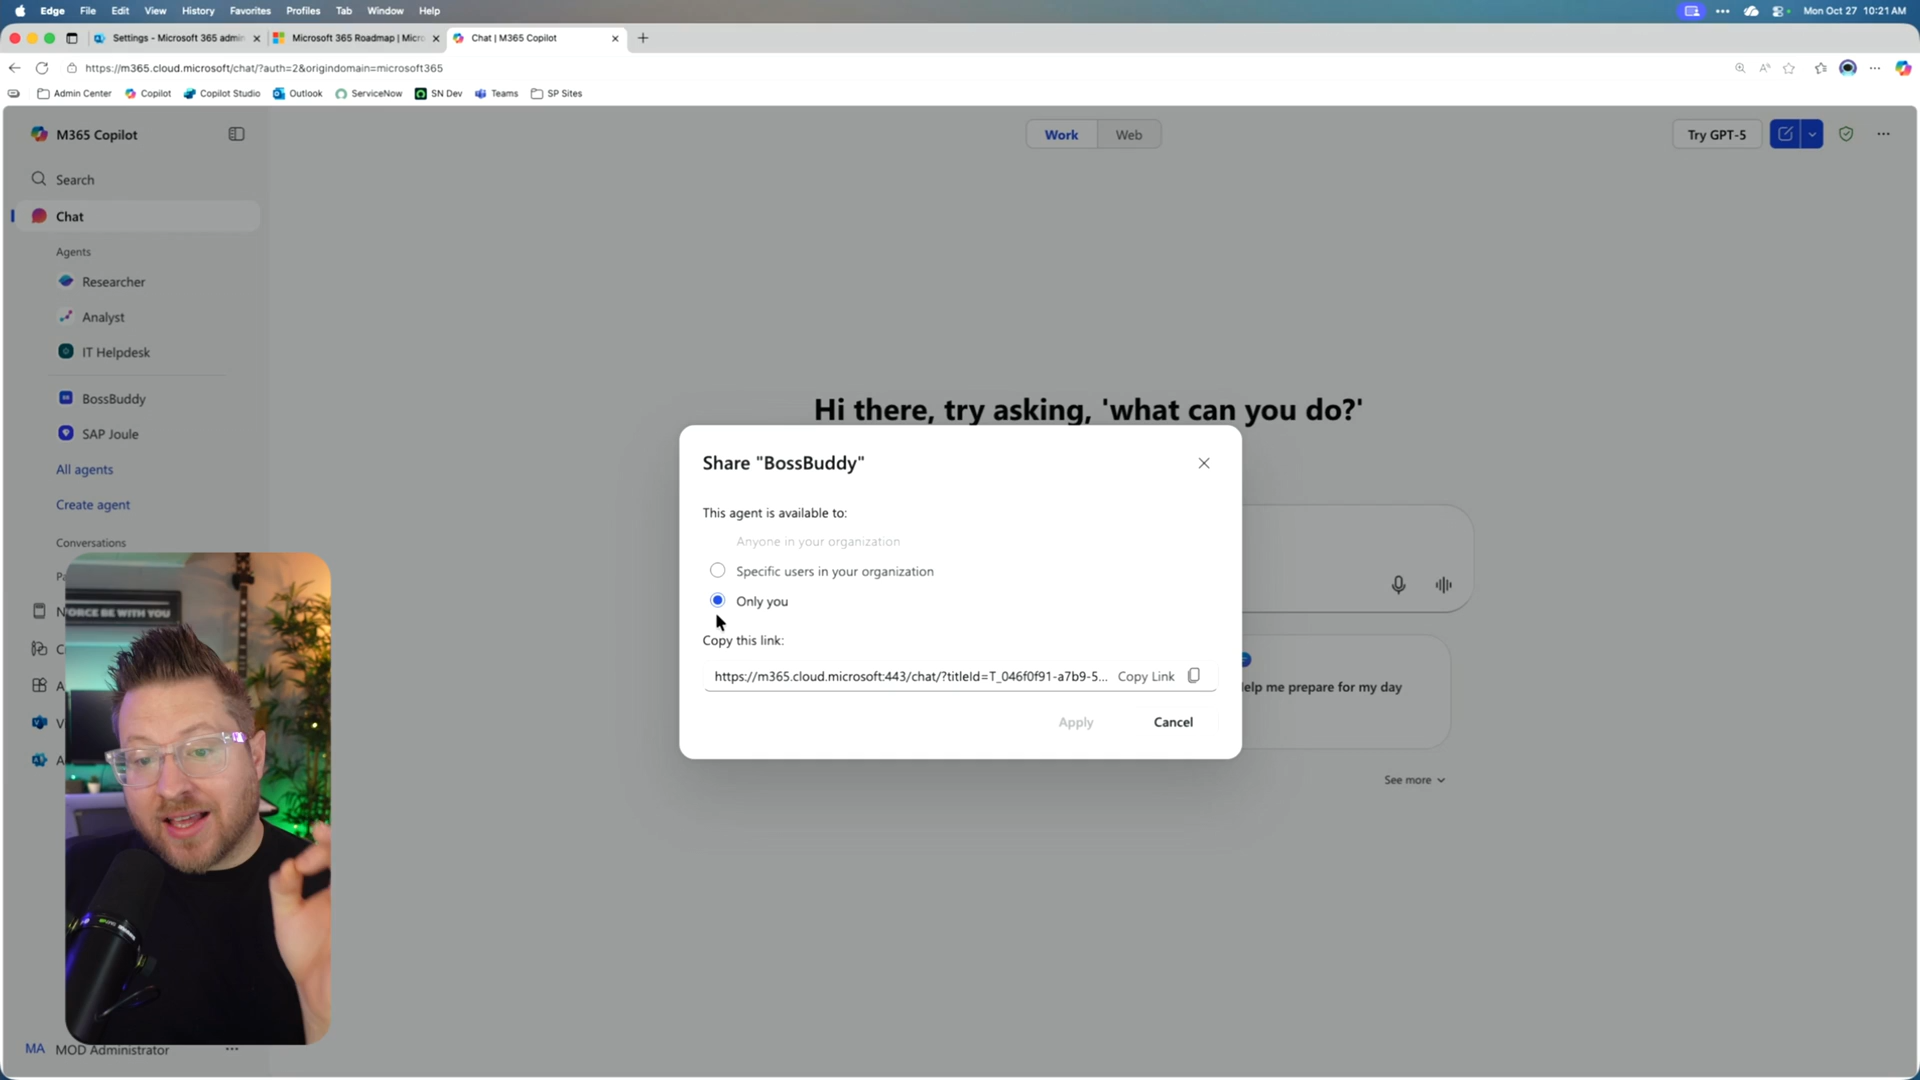 Edge File Edit View History Favorites Profiles Tab Window Help
Mon Oct 27 10:21 AM
Settings - Microsoft 365 admin
Microsoft 365 Roadmap | Micro
Chat | M365 Copilot
https://m365.cloud.microsoft/chat/?auth=2&origindomain=microsoft365
Admin Center Copilot Copilot Studio Outlook ServiceNow SN Dev Teams SP Sites
M365 Copilot
Work Web
Try GPT-5
Search
Chat
Agents
Researcher
Analyst
IT Helpdesk
BossBuddy
SAP Joule
All agents
Create agent
Conversations
Hi there, try asking, 'what can you do?'
Share "BossBuddy"
This agent is available to:
Anyone in your organization
Specific users in your organization
Only you
Copy this link:
https://m365.cloud.microsoft:443/chat/?titleId=T_046f0f91-a7b9-5... Copy Link
Apply Cancel
elp me prepare for my day
See more
ORCE BE WITH YOU
MA MOD Administrator